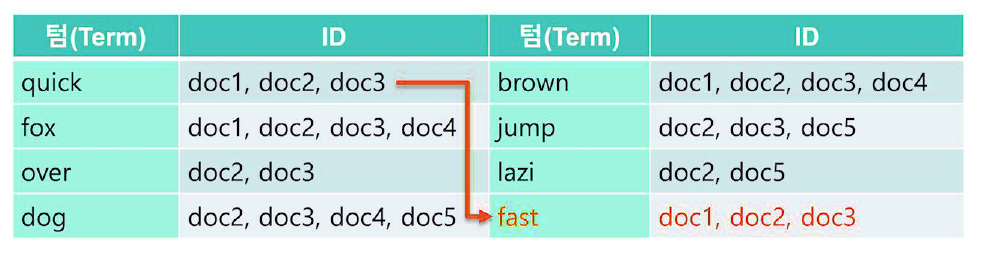 텀(Term) ID 텀(Term) ID
quick doc1, doc2, doc3 brown doc1, doc2, doc3, doc4
fox doc1, doc2, doc3, doc4 jump doc2, doc3, doc5
over doc2, doc3 lazi doc2, doc5
dog doc2, doc3, doc4, doc5 fast doc1, doc2, doc3